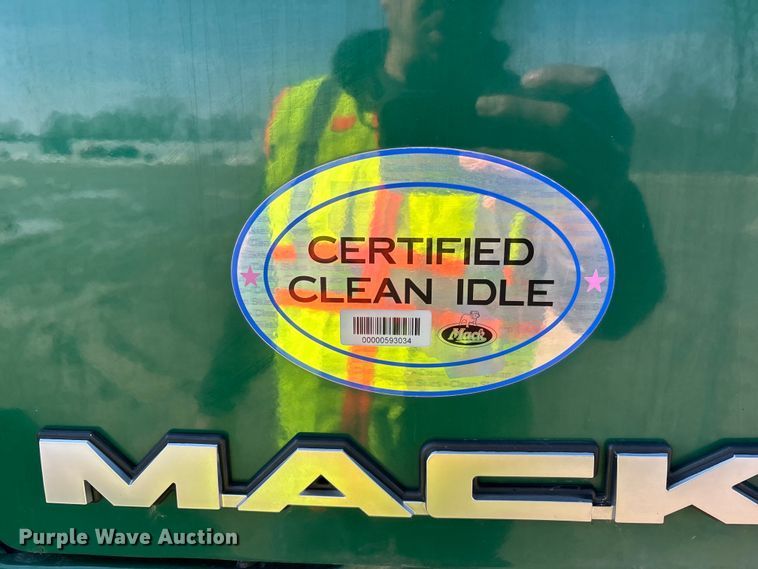 CERTIFIED
CLEAN IDLE
00000593034
Mack
MACK
Purple Wave Auction